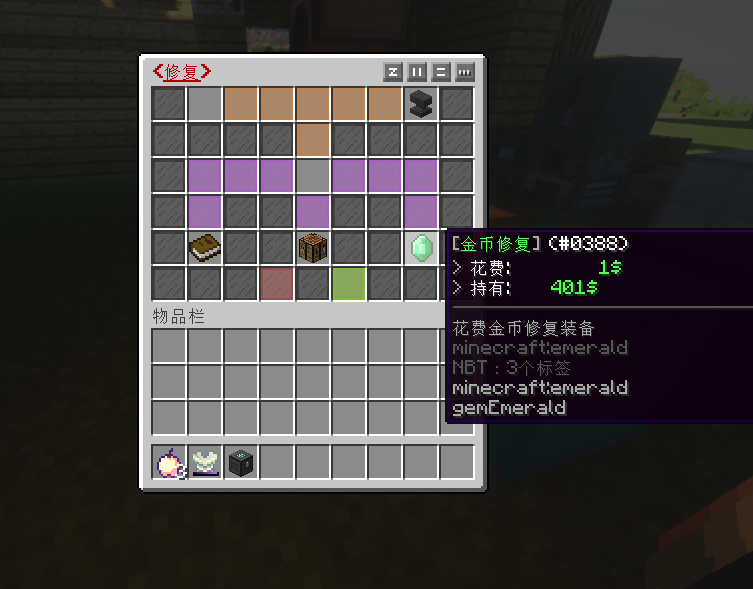 <修复>
[金币修复] (#0388)
> 花费: 1$
> 持有: 401$
花费金币修复装备
minecraft:emerald
NBT：3个标签
minecraft:emerald
gemEmerald
物品栏